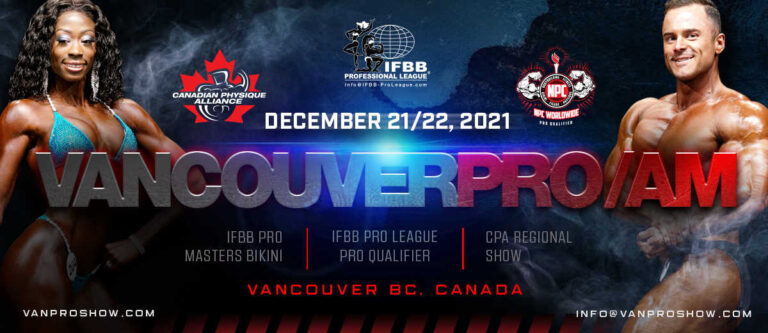 IFBB
PROFESSIONAL LEAGUE
info@IFBB-ProLeague.com
CANADIAN PHYSIQUE
ALLIANCE
NPC
NPC WORLDWIDE
PRO QUALIFIER
DECEMBER 21/22, 2021
VANCOUVERPRO/AM
IFBB PRO
MASTERS BIKINI
IFBB PRO LEAGUE
PRO QUALIFIER
CPA REGIONAL
SHOW
VANCOUVER BC, CANADA
VANPROSHOW.COM
INFO@VANPROSHOW.COM